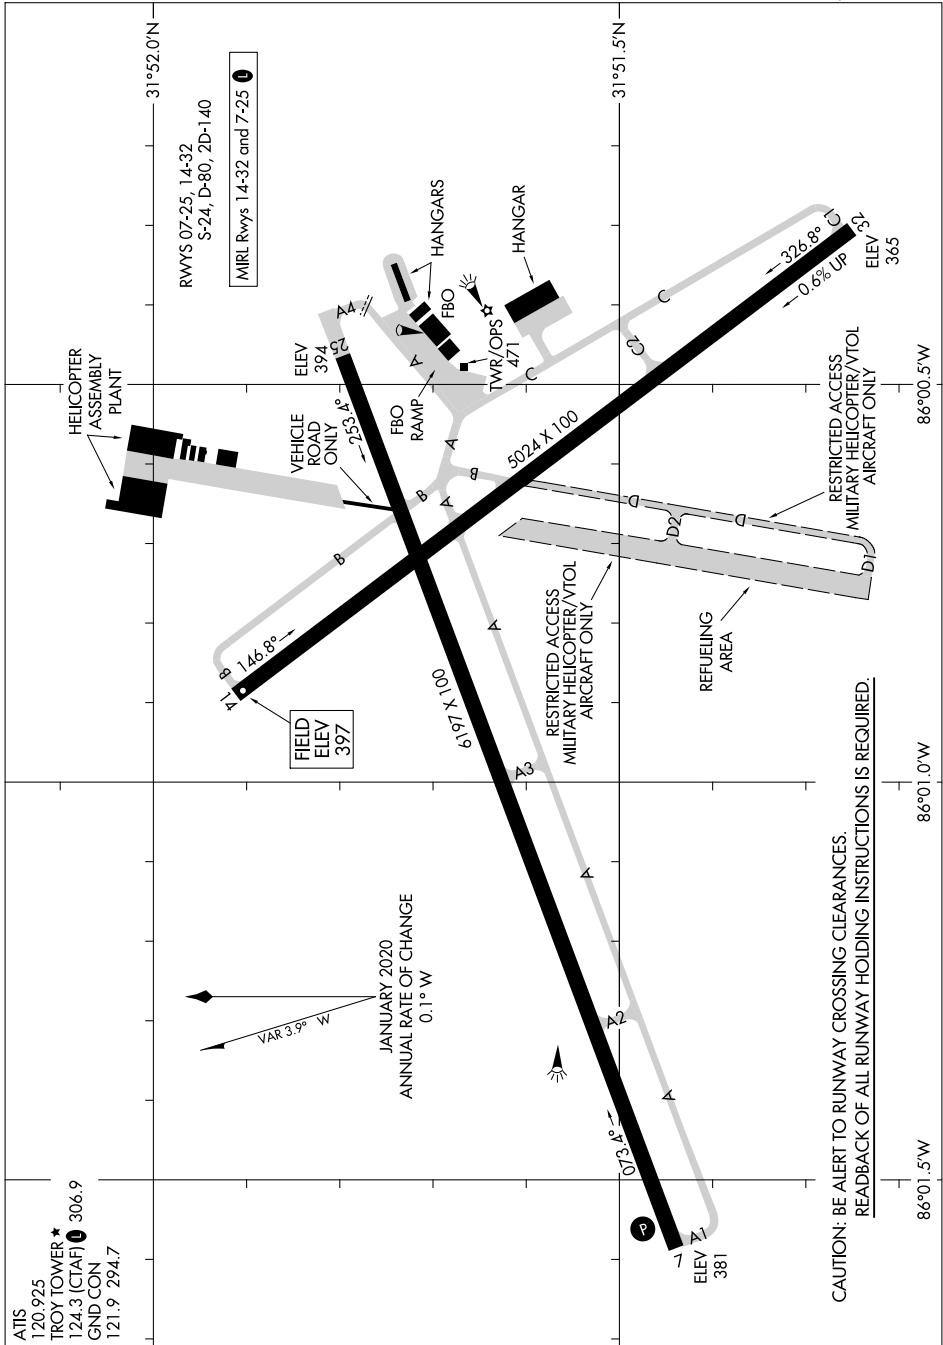 ATIS
120.925
TROY TOWER ★
124.3 (CTAF) L 306.9
GND CON
121.9 294.7
31°52.0'N
31°51.5'N
86°00.5'W
86°01.0'W
86°01.5'W
RWYS 07-25, 14-32
S-24, D-80, 2D-140
MIRL Rwys 14-32 and 7-25 L
HELICOPTER
ASSEMBLY
PLANT
VEHICLE
ROAD
ONLY
ELEV
394
25
253.4°
A4
A
FBO
RAMP
FBO
HANGARS
TWR/OPS
471
HANGAR
A
B
B
A
B
B
14
146.8°
FIELD
ELEV
397
5024 X 100
C
C
C2
C1
32
326.8°
0.6% UP
ELEV
365
D
D2
D
D1
RESTRICTED ACCESS
MILITARY HELICOPTER/VTOL
AIRCRAFT ONLY
RESTRICTED ACCESS
MILITARY HELICOPTER/VTOL
AIRCRAFT ONLY
REFUELING
AREA
A
6197 X 100
A3
A
A2
A
A1
073.4°
P
7
ELEV
381
VAR 3.9° W
JANUARY 2020
ANNUAL RATE OF CHANGE
0.1° W
CAUTION: BE ALERT TO RUNWAY CROSSING CLEARANCES.
READBACK OF ALL RUNWAY HOLDING INSTRUCTIONS IS REQUIRED.